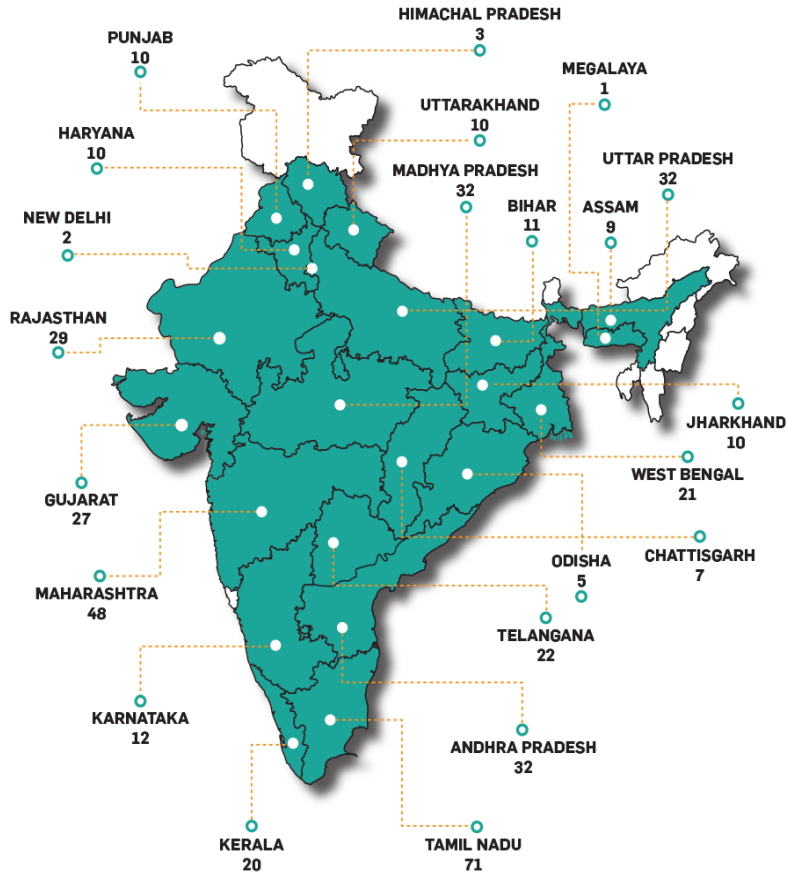 HIMACHAL PRADESH
3
PUNJAB
10
MEGALAYA
1
UTTARAKHAND
10
HARYANA
10
MADHYA PRADESH
32
UTTAR PRADESH
32
BIHAR
11
ASSAM
9
NEW DELHI
2
RAJASTHAN
29
JHARKHAND
10
WEST BENGAL
21
GUJARAT
27
CHATTISGARH
7
ODISHA
5
MAHARASHTRA
48
TELANGANA
22
KARNATAKA
12
ANDHRA PRADESH
32
KERALA
20
TAMIL NADU
71